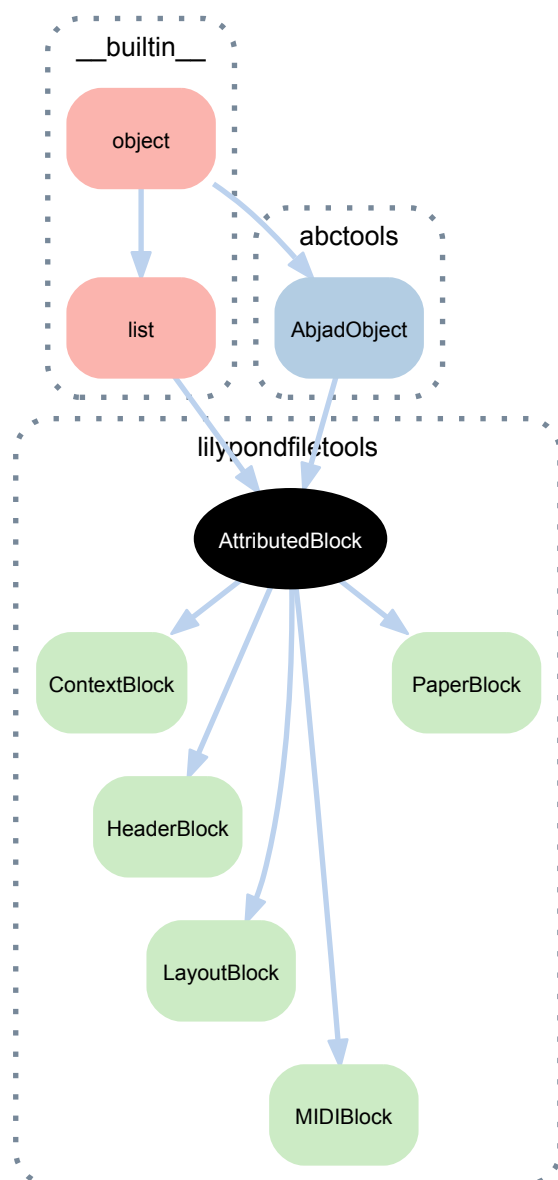 __builtin__
object
abctools
list
AbjadObject
lilypondfiletools
AttributedBlock
ContextBlock
PaperBlock
HeaderBlock
LayoutBlock
MIDIBlock